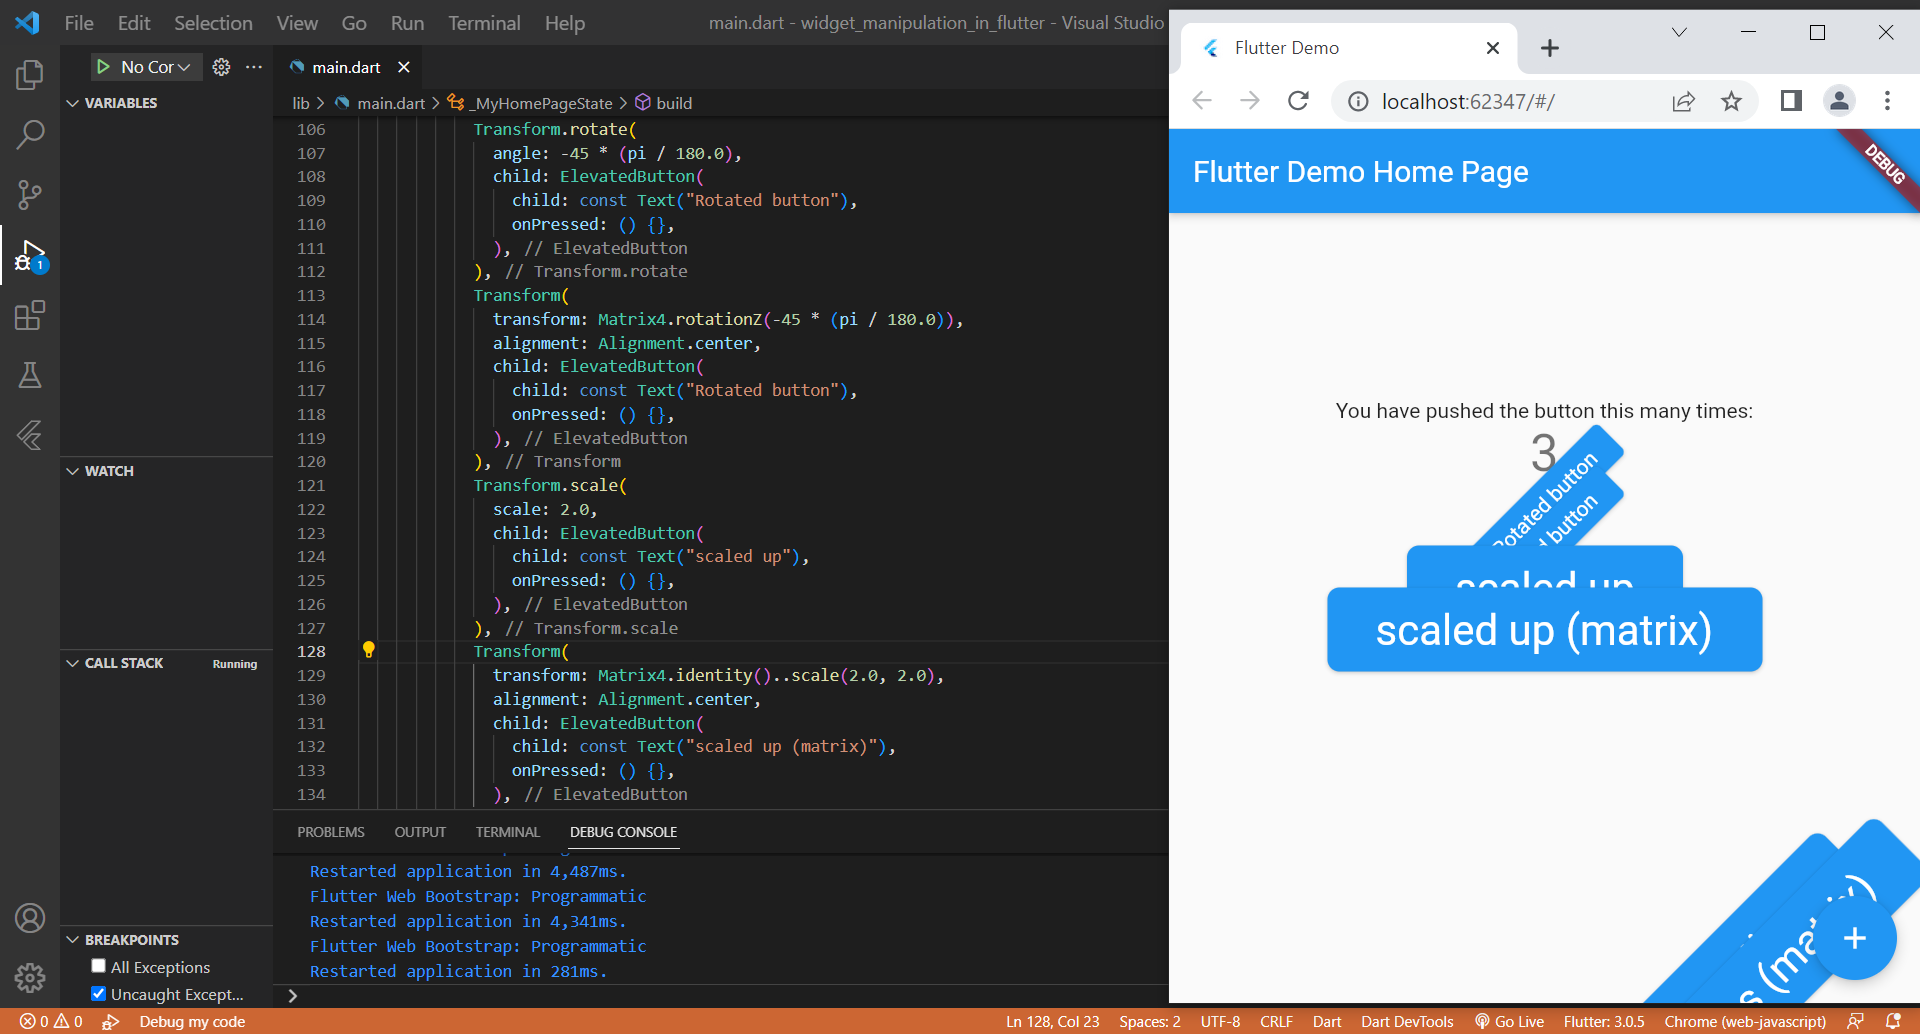 File Edit Selection View Go Run Terminal Help
main.dart - widget_manipulation_in_flutter - Visual Studio
No Cor
main.dart
lib > main.dart > _MyHomePageState > build
VARIABLES
WATCH
CALL STACK Running
BREAKPOINTS
All Exceptions
Uncaught Except...
1
106 Transform.rotate(
107 angle: -45 * (pi / 180.0),
108 child: ElevatedButton(
109 child: const Text("Rotated button"),
110 onPressed: () {},
111 ), // ElevatedButton
112 ), // Transform.rotate
113 Transform(
114 transform: Matrix4.rotationZ(-45 * (pi / 180.0)),
115 alignment: Alignment.center,
116 child: ElevatedButton(
117 child: const Text("Rotated button"),
118 onPressed: () {},
119 ), // ElevatedButton
120 ), // Transform
121 Transform.scale(
122 scale: 2.0,
123 child: ElevatedButton(
124 child: const Text("scaled up"),
125 onPressed: () {},
126 ), // ElevatedButton
127 ), // Transform.scale
128 Transform(
129 transform: Matrix4.identity()..scale(2.0, 2.0),
130 alignment: Alignment.center,
131 child: ElevatedButton(
132 child: const Text("scaled up (matrix)"),
133 onPressed: () {},
134 ), // ElevatedButton
PROBLEMS OUTPUT TERMINAL DEBUG CONSOLE
Restarted application in 4,487ms.
Flutter Web Bootstrap: Programmatic
Restarted application in 4,341ms.
Flutter Web Bootstrap: Programmatic
Restarted application in 281ms.
>
0 0 Debug my code
Ln 128, Col 23 Spaces: 2 UTF-8 CRLF Dart Dart DevTools Go Live Flutter: 3.0.5 Chrome (web-javascript)
Flutter Demo
localhost:62347/#/
Flutter Demo Home Page
DEBUG
You have pushed the button this many times:
3
Rotated button
button
scaled up
scaled up (matrix)